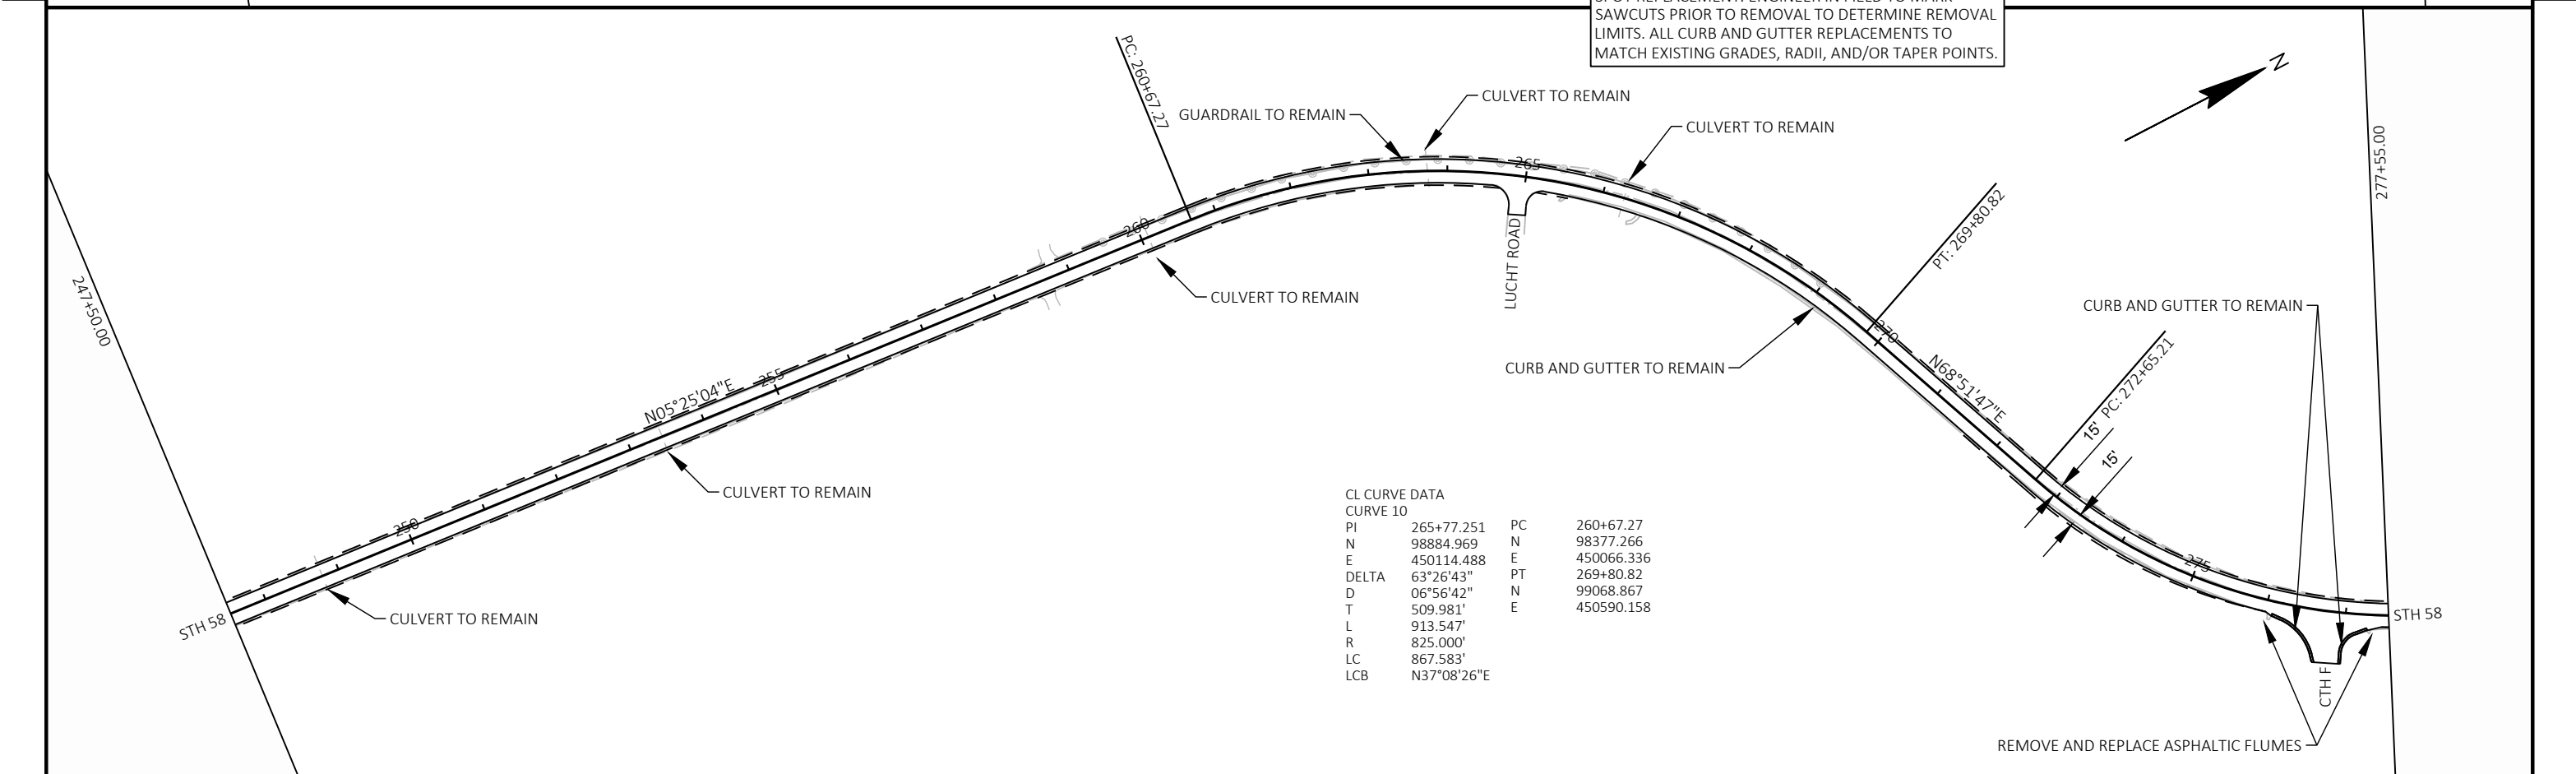 SAWCUTS PRIOR TO REMOVAL TO DETERMINE REMOVAL
LIMITS. ALL CURB AND GUTTER REPLACEMENTS TO
MATCH EXISTING GRADES, RADII, AND/OR TAPER POINTS.
N
PC: 260+67.27
CULVERT TO REMAIN
GUARDRAIL TO REMAIN
CULVERT TO REMAIN
277+55.00
265
PT: 269+80.82
LUCHT ROAD
260
247+50.00
CULVERT TO REMAIN
CURB AND GUTTER TO REMAIN
270
CURB AND GUTTER TO REMAIN
N68°51'47"E
PC: 272+65.21
255
N05°25'04"E
15'
15'
CULVERT TO REMAIN
250
CL CURVE DATA
CURVE 10
PI 265+77.251 PC 260+67.27
N 98884.969 N 98377.266
E 450114.488 E 450066.336
DELTA 63°26'43" PT 269+80.82
D 06°56'42" N 99068.867
T 509.981' E 450590.158
L 913.547'
R 825.000'
LC 867.583'
LCB N37°08'26"E
275
STH 58
CULVERT TO REMAIN
STH 58
CTH F
REMOVE AND REPLACE ASPHALTIC FLUMES